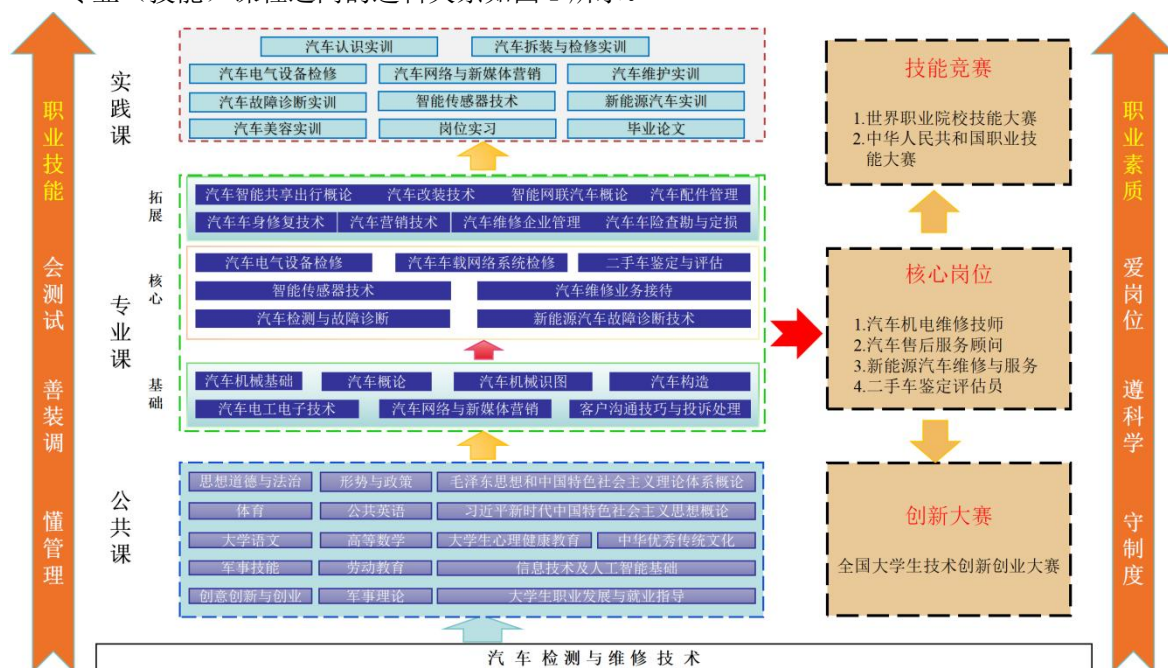 职业技能
会测试
善装调
懂管理
实践课
汽车认识实训 汽车拆装与检修实训
汽车电气设备检修 汽车网络与新媒体营销 汽车维护实训
汽车故障诊断实训 智能传感器技术 新能源汽车实训
汽车美容实训 岗位实习 毕业论文
专业课
拓展
汽车智能共享出行概论 汽车改装技术 智能网联汽车概论 汽车配件管理
汽车车身修复技术 汽车营销技术 汽车维修企业管理 汽车车险查勘与定损
核心
汽车电气设备检修 汽车车载网络系统检修 二手车鉴定与评估
智能传感器技术 汽车维修业务接待
汽车检测与故障诊断 新能源汽车故障诊断技术
基础
汽车机械基础 汽车概论 汽车机械识图 汽车构造
汽车电工电子技术 汽车网络与新媒体营销 客户沟通技巧与投诉处理
公共课
思想道德与法治 形势与政策 毛泽东思想和中国特色社会主义理论体系概论
体育 公共英语 习近平新时代中国特色社会主义思想概论
大学语文 高等数学 大学生心理健康教育 中华优秀传统文化
军事技能 劳动教育 信息技术及人工智能基础
创意创新与创业 军事理论 大学生职业发展与就业指导
汽车检测与维修技术
技能竞赛
1.世界职业院校技能大赛
2.中华人民共和国职业技
能大赛
核心岗位
1.汽车机电维修技师
2.汽车售后服务顾问
3.新能源汽车维修与服务
4.二手车鉴定评估员
创新大赛
全国大学生技术创新创业大赛
职业素质
爱岗位
遵科学
守制度